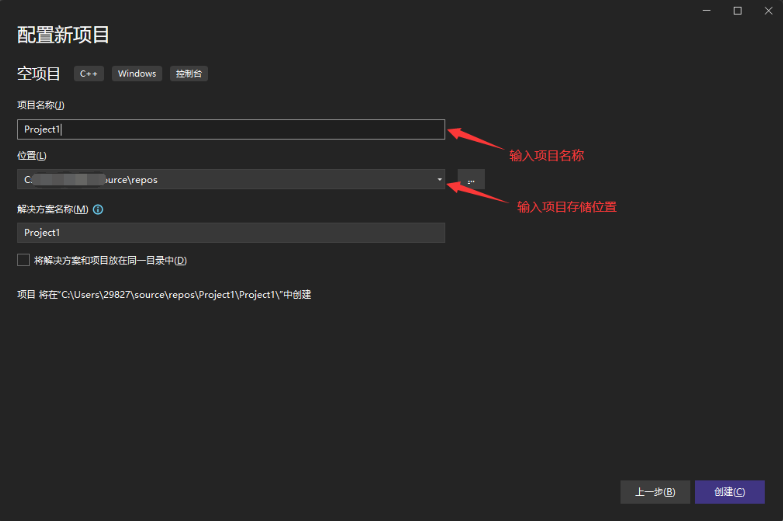 配置新项目
空项目 C++ Windows 控制台
项目名称(J)
Project1
输入项目名称
位置(L)
C: ource\repos ...
输入项目存储位置
解决方案名称(M)
Project1
将解决方案和项目放在同一目录中(D)
项目 将在"C:\Users\29827\source\repos\Project1\Project1\"中创建
上一步(B) 创建(C)